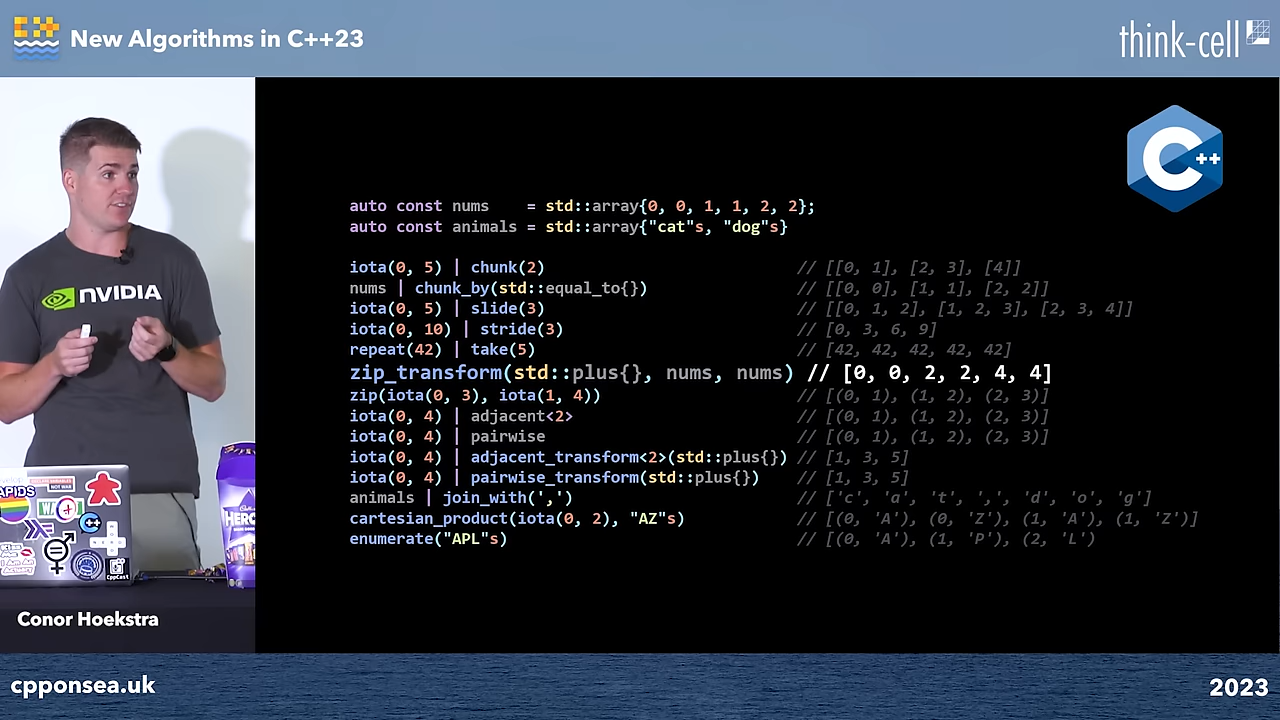 New Algorithms in C++23
think-cell
C++
auto const nums    = std::array{0, 0, 1, 1, 2, 2};
auto const animals = std::array{"cat"s, "dog"s}
iota(0, 5) | chunk(2) // [[0, 1], [2, 3], [4]]
nums | chunk_by(std::equal_to{}) // [[0, 0], [1, 1], [2, 2]]
iota(0, 5) | slide(3) // [[0, 1, 2], [1, 2, 3], [2, 3, 4]]
iota(0, 10) | stride(3) // [0, 3, 6, 9]
repeat(42) | take(5) // [42, 42, 42, 42, 42]
zip_transform(std::plus{}, nums, nums) // [0, 0, 2, 2, 4, 4]
zip(iota(0, 3), iota(1, 4)) // [(0, 1), (1, 2), (2, 3)]
iota(0, 4) | adjacent<2> // [(0, 1), (1, 2), (2, 3)]
iota(0, 4) | pairwise // [(0, 1), (1, 2), (2, 3)]
iota(0, 4) | adjacent_transform<2>(std::plus{}) // [1, 3, 5]
iota(0, 4) | pairwise_transform(std::plus{}) // [1, 3, 5]
animals | join_with(',') // ['c', 'a', 't', ',', 'd', 'o', 'g']
cartesian_product(iota(0, 2), "AZ"s) // [(0, 'A'), (0, 'Z'), (1, 'A'), (1, 'Z')]
enumerate("APL"s) // [(0, 'A'), (1, 'P'), (2, 'L')
NVIDIA
APIDS
C++
CppCast
HERO
Conor Hoekstra
cpponsea.uk
2023